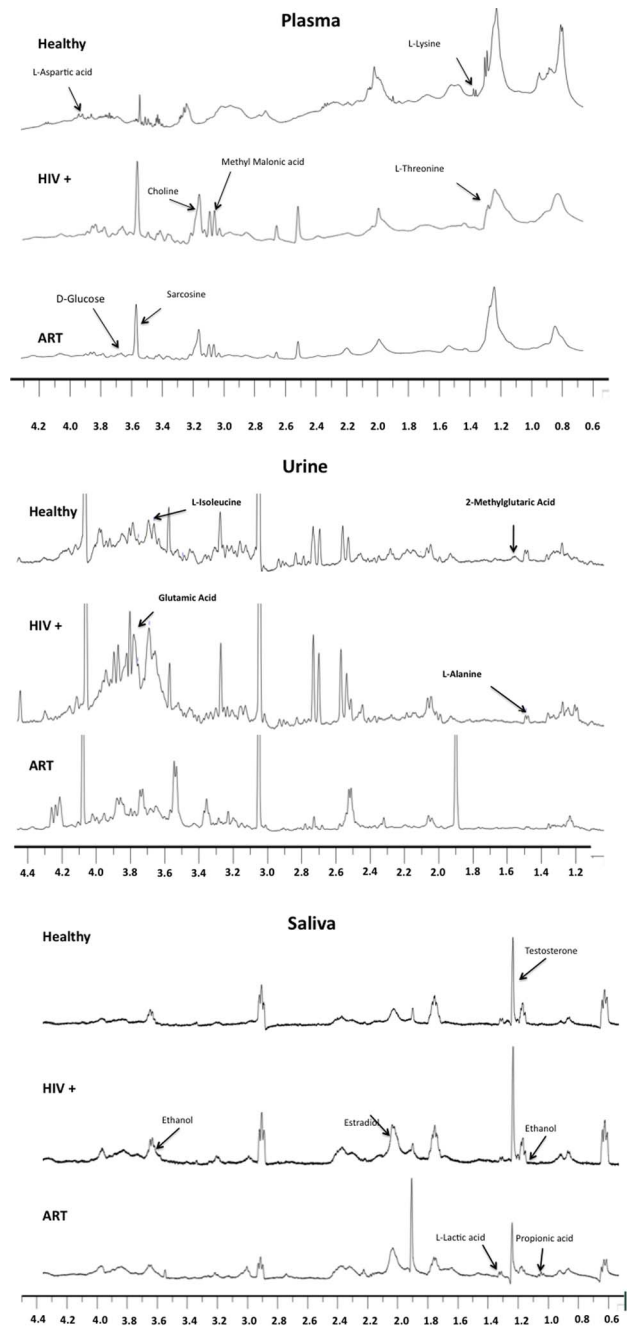 Plasma
Healthy
L-Lysine
L-Aspartic acid
Methyl Malonic acid
HIV +
L-Threonine
Choline
D-Glucose
Sarcosine
ART
4.2 4.0 3.8 3.6 3.4 3.2 3.0 2.8 2.6 2.4 2.2 2.0 1.8 1.6 1.4 1.2 1.0 0.8 0.6
Urine
L-Isoleucine
2-Methylglutaric Acid
Healthy
Glutamic Acid
HIV +
L-Alanine
ART
4.4 4.2 4.0 3.8 3.6 3.4 3.2 3.0 2.8 2.6 2.4 2.2 2.0 1.8 1.6 1.4 1.2
Saliva
Healthy
Testosterone
HIV +
Ethanol
Estradiol
Ethanol
ART
L-Lactic acid
Propionic acid
4.4 4.2 4.0 3.8 3.6 3.4 3.2 3.0 2.8 2.6 2.4 2.2 2.0 1.8 1.6 1.4 1.2 1.0 0.8 0.6